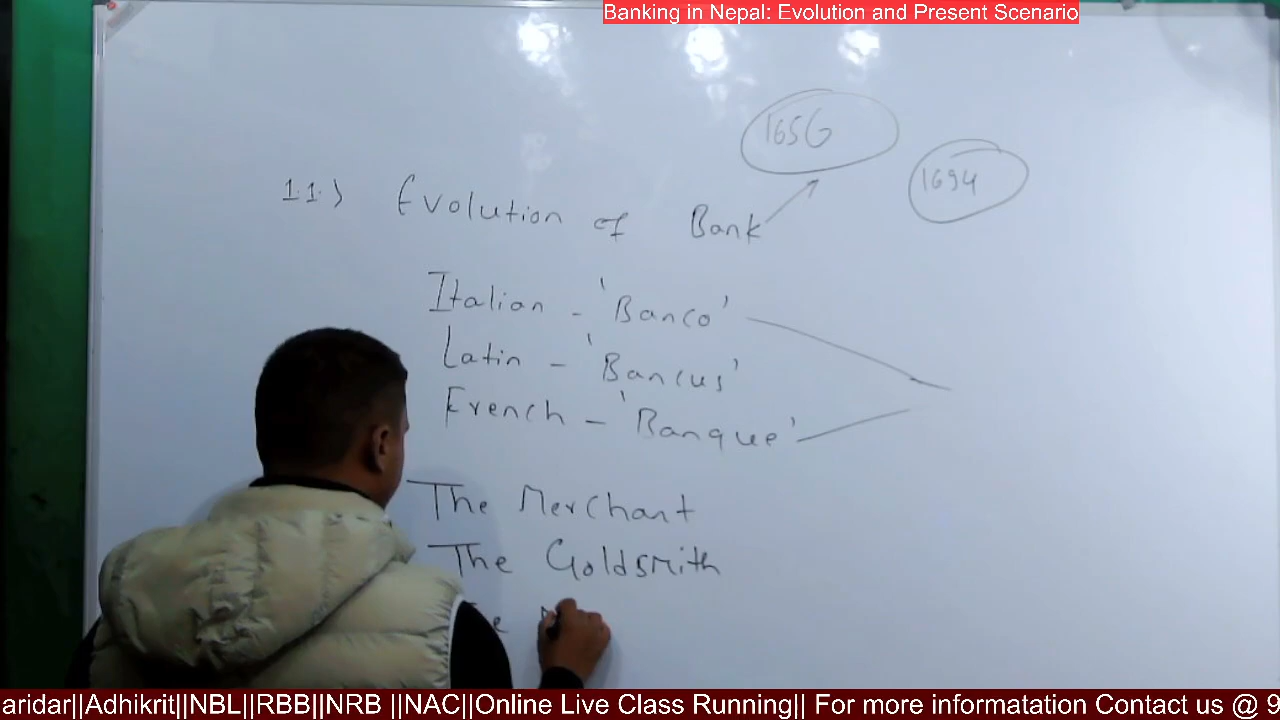 Banking in Nepal: Evolution and Present Scenario
1656
1694
1.1.) Evolution of Bank
Italian - 'Banco'
Latin - 'Bancus'
French - 'Banque'
The Merchant
The Goldsmith
aridar||Adhikrit||NBL||RBB||NRB ||NAC||Online Live Class Running|| For more informatation Contact us @ 9